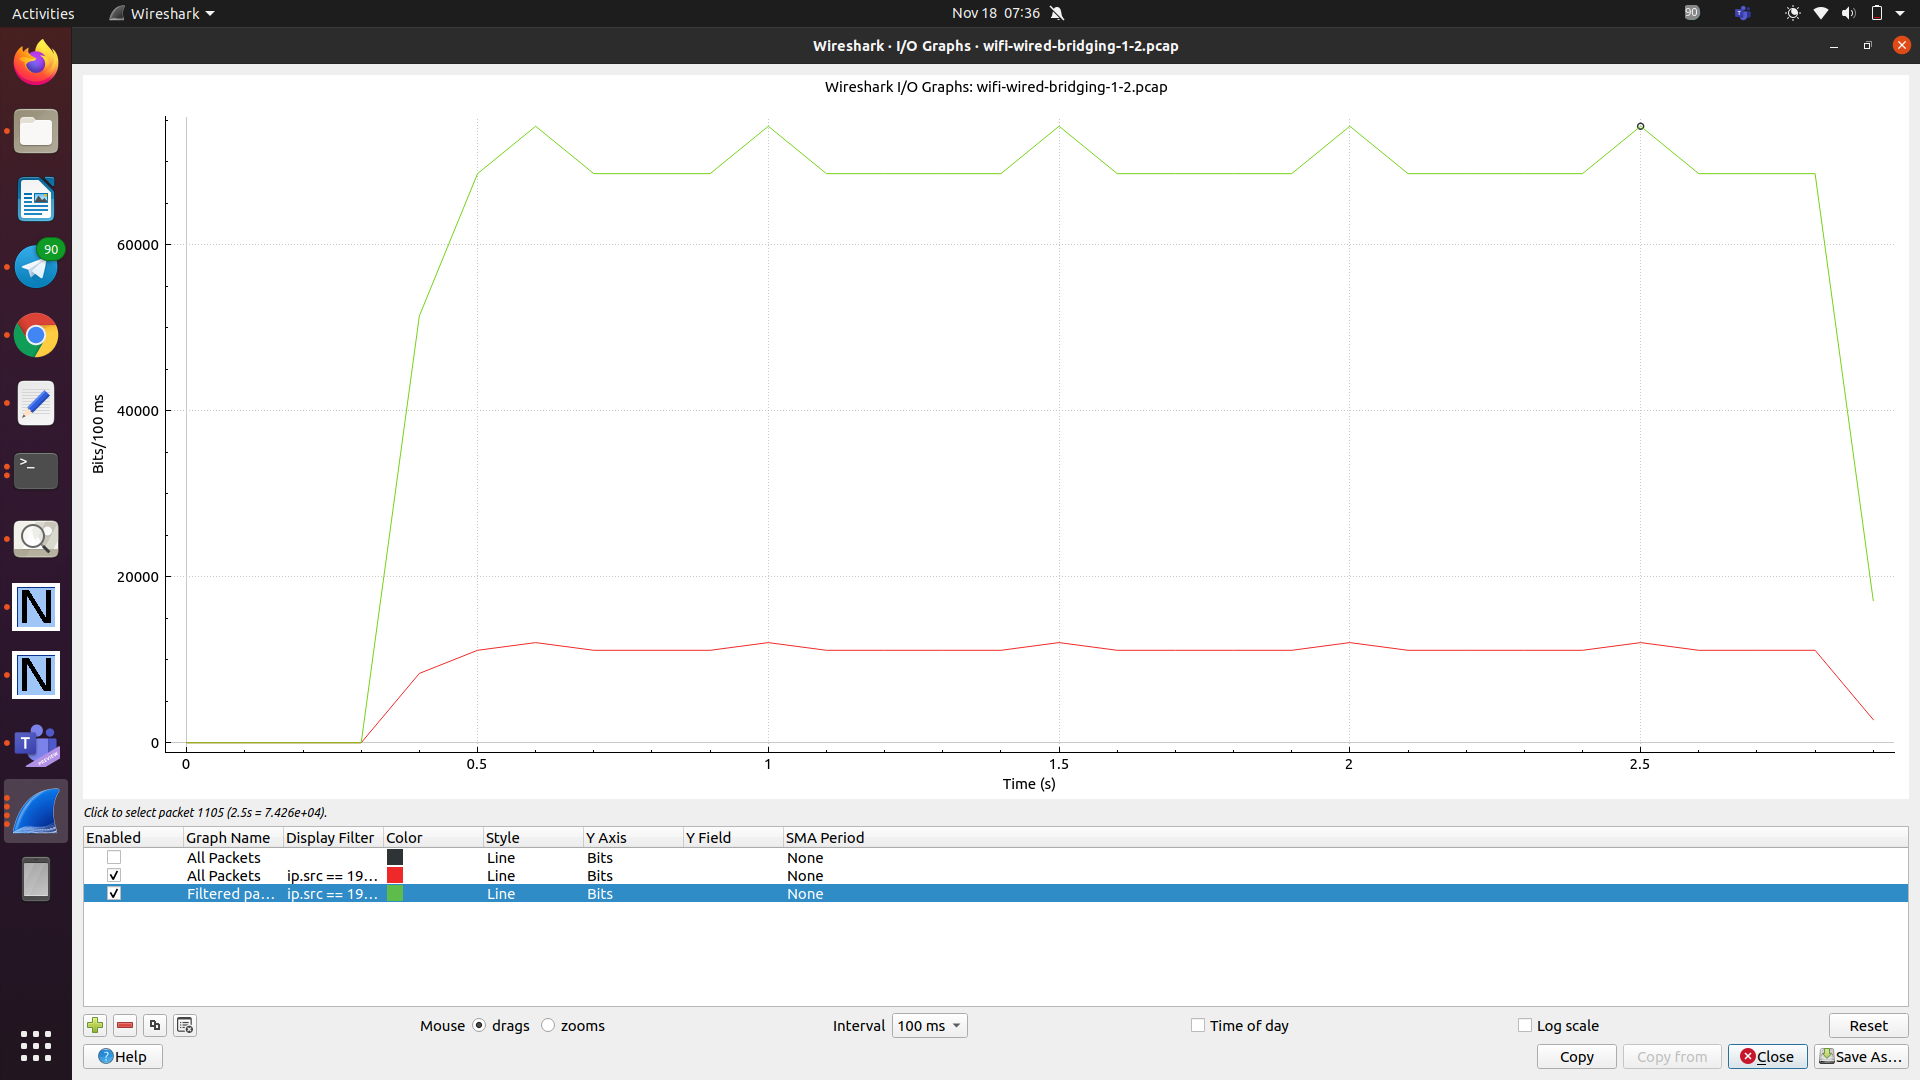 Activities Wireshark Nov 18 07:36 90
Wireshark · I/O Graphs · wifi-wired-bridging-1-2.pcap
Wireshark I/O Graphs: wifi-wired-bridging-1-2.pcap
90
60000
40000
20000
0
Bits/100 ms
0 0.5 1 1.5 2 2.5
Time (s)
Click to select packet 1105 (2.5s = 7.426e+04).
Enabled Graph Name Display Filter Color Style Y Axis Y Field SMA Period
All Packets Line Bits None
All Packets ip.src == 19… Line Bits None
Filtered pa… ip.src == 19… Line Bits None
Mouse drags zooms Interval 100 ms Time of day Log scale Reset
Help Copy Copy from Close Save As…
>_
N
N
T
PREVIEW